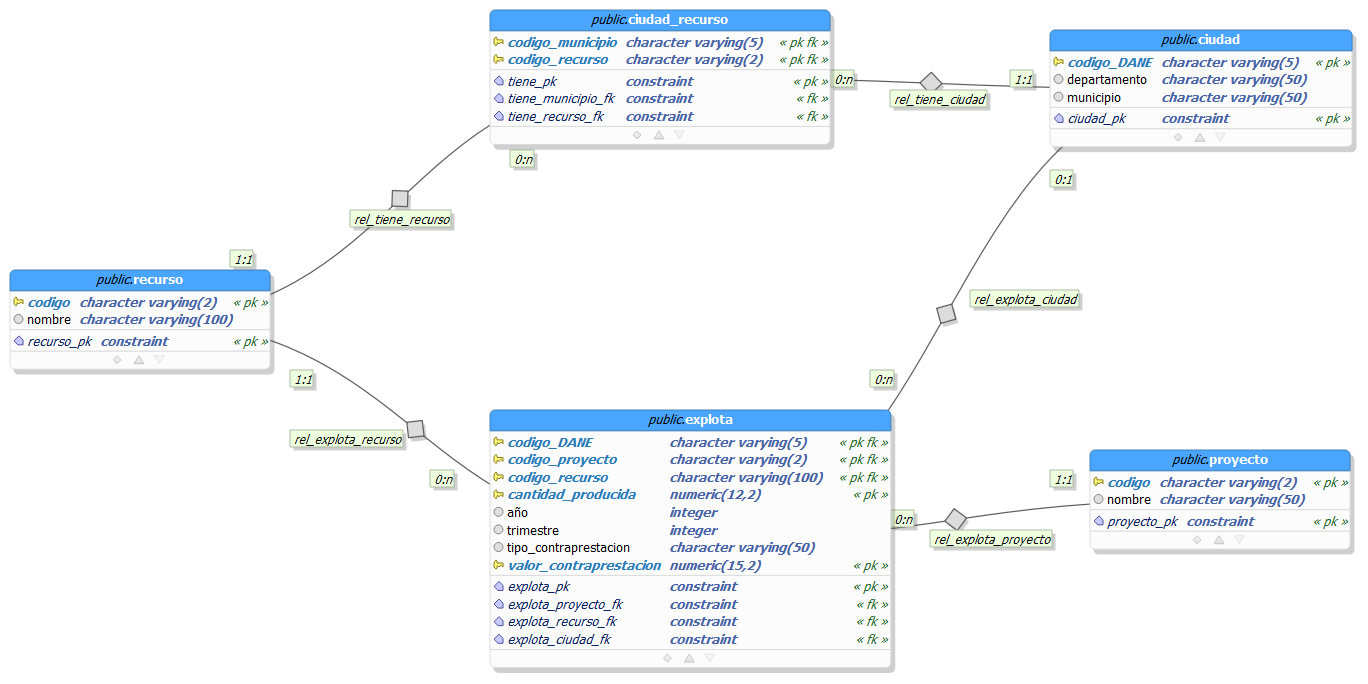 public.ciudad_recurso
codigo_municipio character varying(5) « pk fk »
codigo_recurso character varying(2) « pk fk »
tiene_pk constraint « pk »
tiene_municipio_fk constraint « fk »
tiene_recurso_fk constraint « fk »
public.ciudad
codigo_DANE character varying(5) « pk »
departamento character varying(50)
municipio character varying(50)
ciudad_pk constraint « pk »
0:n
rel_tiene_ciudad
1:1
0:n
rel_tiene_recurso
1:1
0:1
rel_explota_ciudad
0:n
public.recurso
codigo character varying(2) « pk »
nombre character varying(100)
recurso_pk constraint « pk »
1:1
rel_explota_recurso
0:n
public.explota
codigo_DANE character varying(5) « pk fk »
codigo_proyecto character varying(2) « pk fk »
codigo_recurso character varying(100) « pk fk »
cantidad_producida numeric(12,2) « pk »
año integer
trimestre integer
tipo_contraprestacion character varying(50)
valor_contraprestacion numeric(15,2) « pk »
explota_pk constraint « pk »
explota_proyecto_fk constraint « fk »
explota_recurso_fk constraint « fk »
explota_ciudad_fk constraint « fk »
0:n
rel_explota_proyecto
1:1
public.proyecto
codigo character varying(2) « pk »
nombre character varying(50)
proyecto_pk constraint « pk »